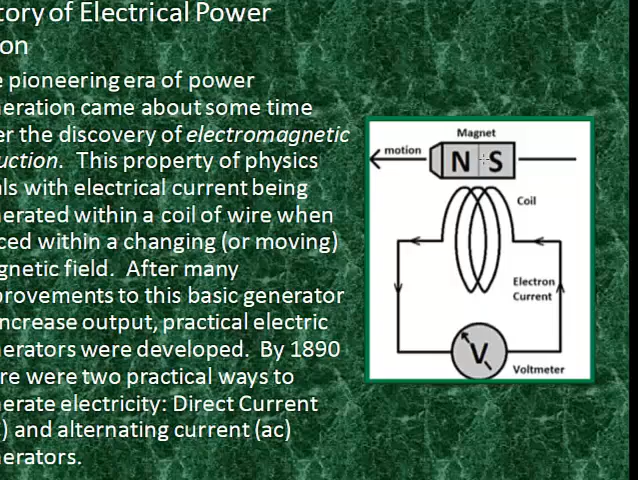 tory of Electrical Power
on
e pioneering era of power
neration came about some time
er the discovery of electromagnetic
uction. This property of physics
ls with electrical current being
nerated within a coil of wire when
ced within a changing (or moving)
gnetic field. After many
provements to this basic generator
increase output, practical electric
nerators were developed. By 1890
re were two practical ways to
nerate electricity: Direct Current
) and alternating current (ac)
nerators.
Magnet
motion
N S
Coil
Electron
Current
V
Voltmeter